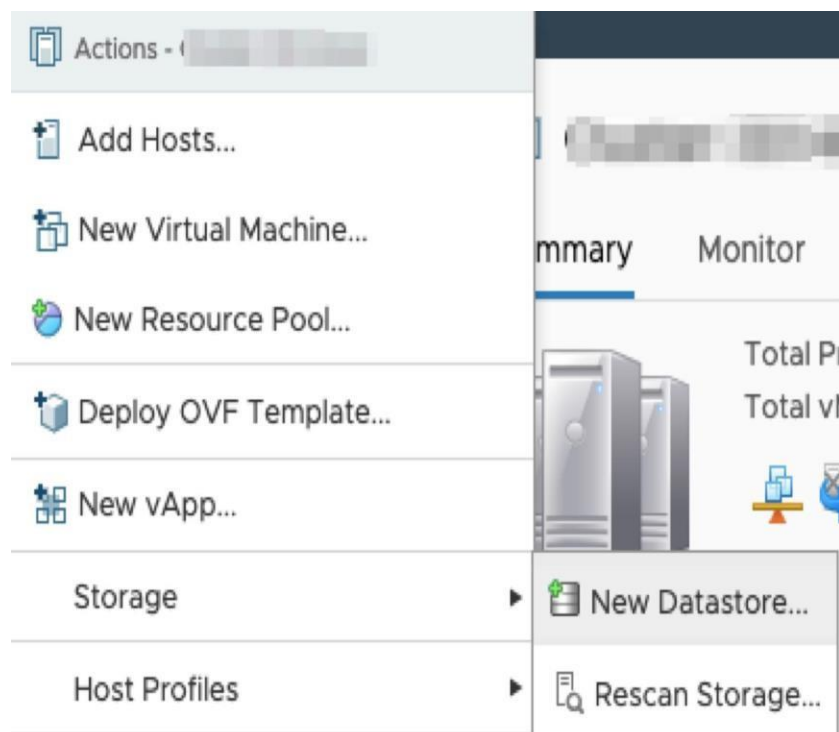 Actions -
Add Hosts...
New Virtual Machine...
New Resource Pool...
Deploy OVF Template...
New vApp...
Storage
Host Profiles
mmary Monitor
Total P
Total v
New Datastore...
Rescan Storage...